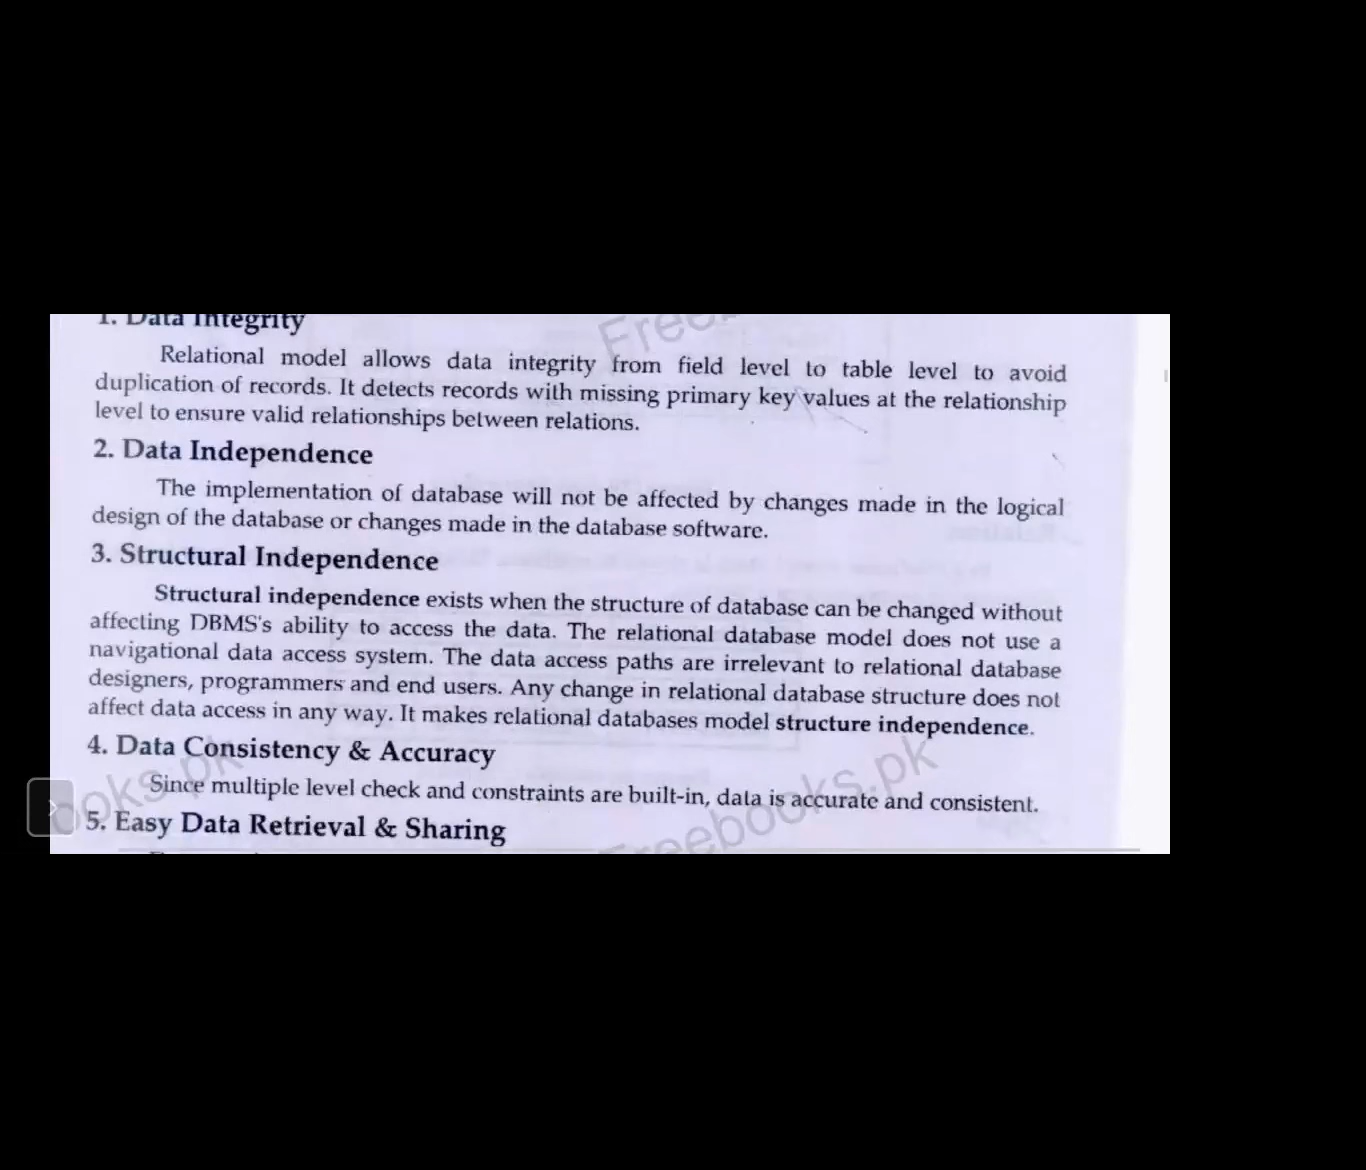 1. Data Integrity
Relational model allows data integrity from field level to table level to avoid
duplication of records. It detects records with missing primary key values at the relationship
level to ensure valid relationships between relations.
2. Data Independence
The implementation of database will not be affected by changes made in the logical
design of the database or changes made in the database software.
3. Structural Independence
Structural independence exists when the structure of database can be changed without
affecting DBMS's ability to access the data. The relational database model does not use a
navigational data access system. The data access paths are irrelevant to relational database
designers, programmers and end users. Any change in relational database structure does not
affect data access in any way. It makes relational databases model structure independence.
4. Data Consistency & Accuracy
Since multiple level check and constraints are built-in, data is accurate and consistent.
ooks.pk
Freebooks.pk
5. Easy Data Retrieval & Sharing